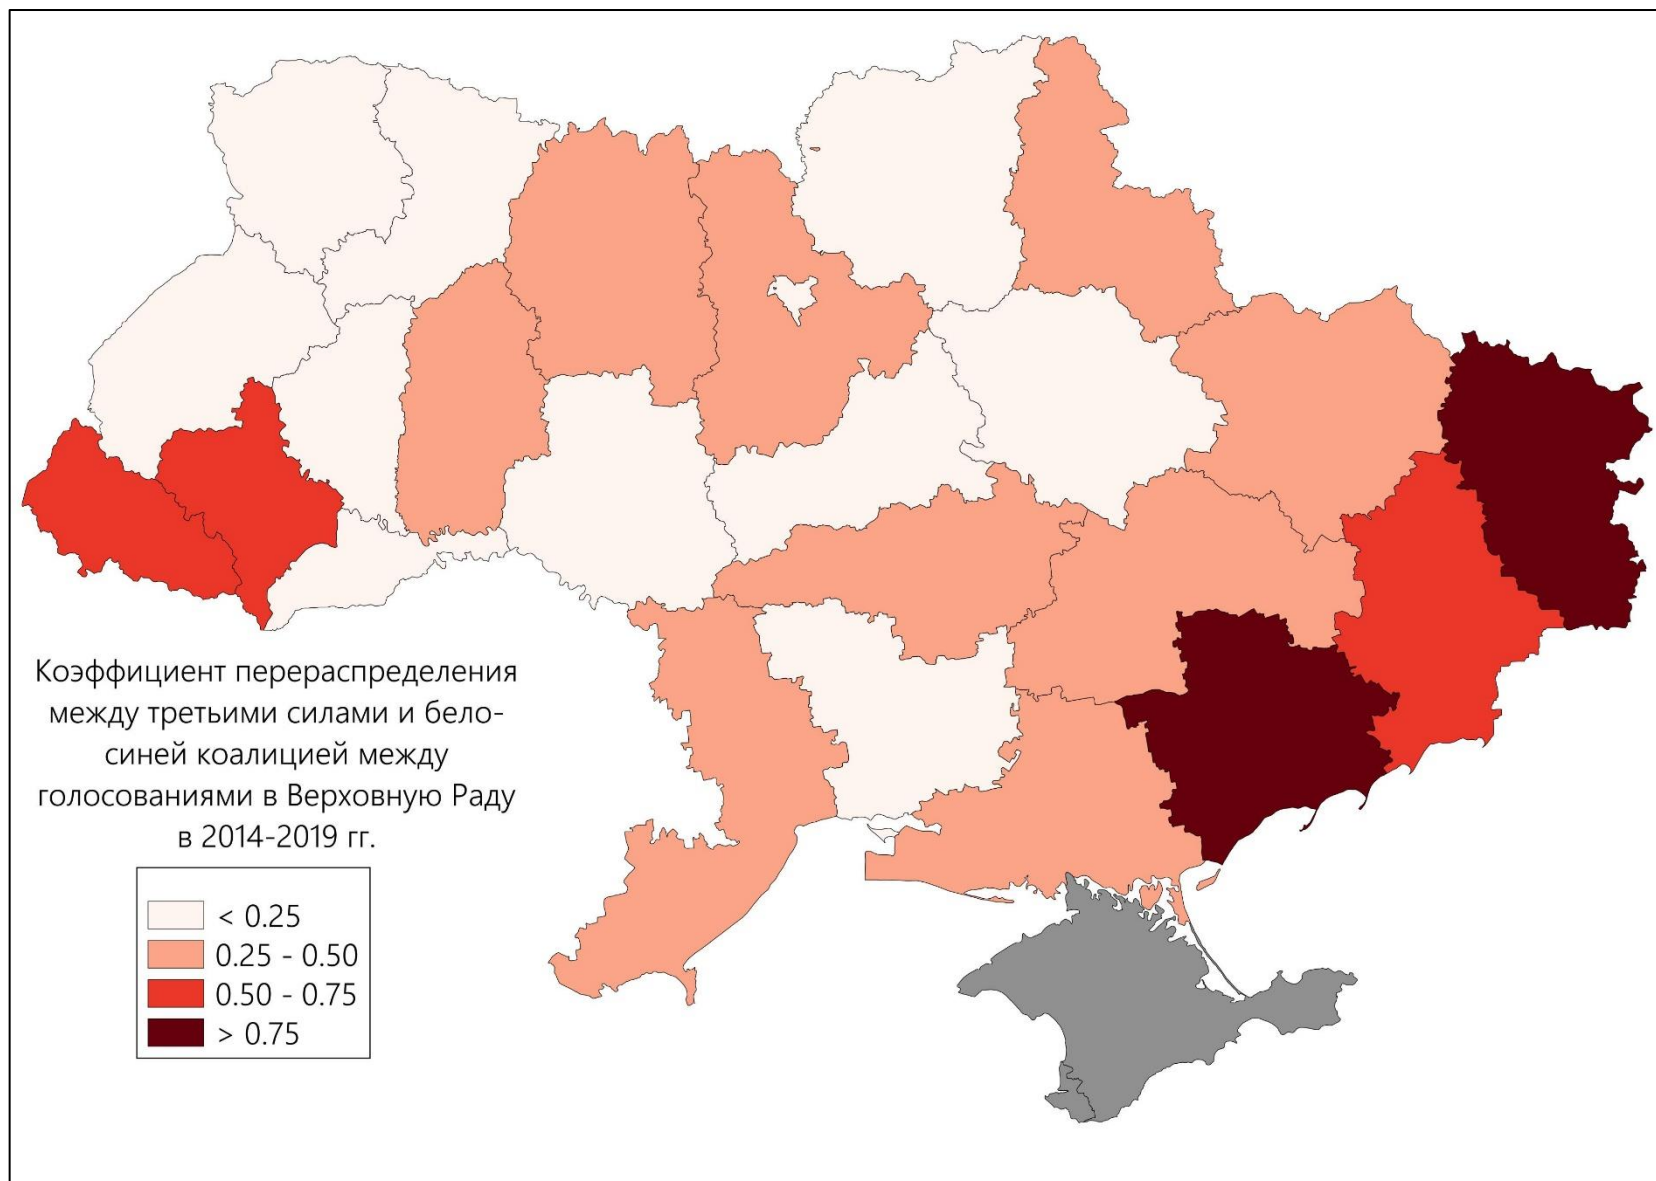 Коэффициент перераспределения
между третьими силами и бело-
синей коалицией между
голосованиями в Верховную Раду
в 2014-2019 гг.
< 0.25
0.25 - 0.50
0.50 - 0.75
> 0.75